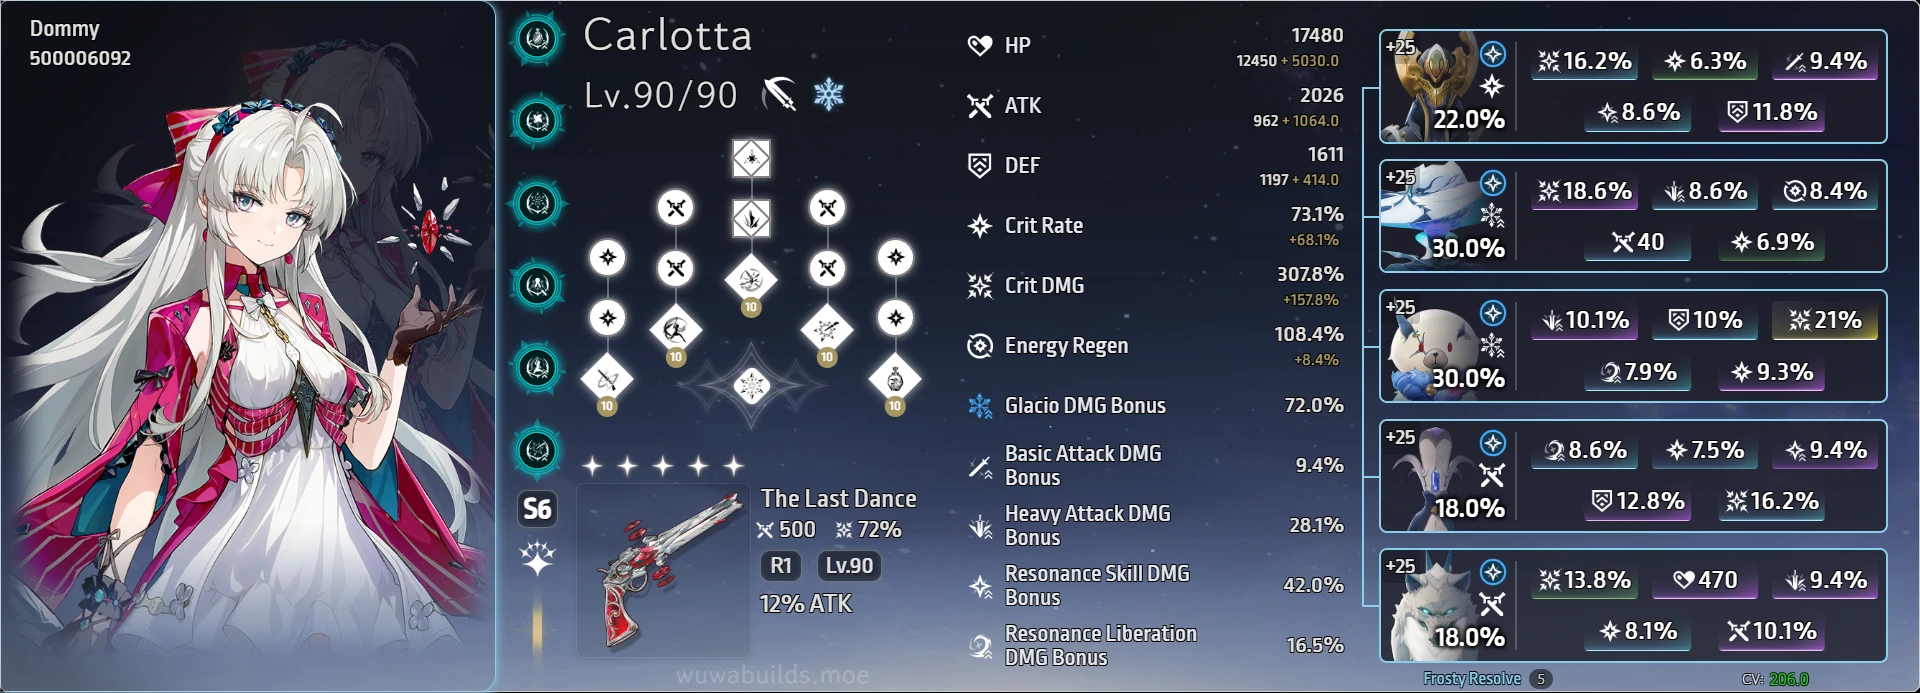 Dommy
500006092
Carlotta
Lv.90/90
10
10
10
10
10
S6
The Last Dance
500 72%
R1 Lv.90
12% ATK
wuwabuilds.moe
HP 17480
12450 + 5030.0
ATK 2026
962 + 1064.0
DEF 1611
1197 + 414.0
Crit Rate 73.1%
+68.1%
Crit DMG 307.8%
+157.8%
Energy Regen 108.4%
+8.4%
Glacio DMG Bonus 72.0%
Basic Attack DMG
Bonus 9.4%
Heavy Attack DMG
Bonus 28.1%
Resonance Skill DMG
Bonus 42.0%
Resonance Liberation
DMG Bonus 16.5%
+25
22.0%
16.2% 6.3% 9.4%
8.6% 11.8%
+25
30.0%
18.6% 8.6% 8.4%
40 6.9%
+25
30.0%
10.1% 10% 21%
7.9% 9.3%
+25
18.0%
8.6% 7.5% 9.4%
12.8% 16.2%
+25
18.0%
13.8% 470 9.4%
8.1% 10.1%
Frosty Resolve 5
CV: 206.0